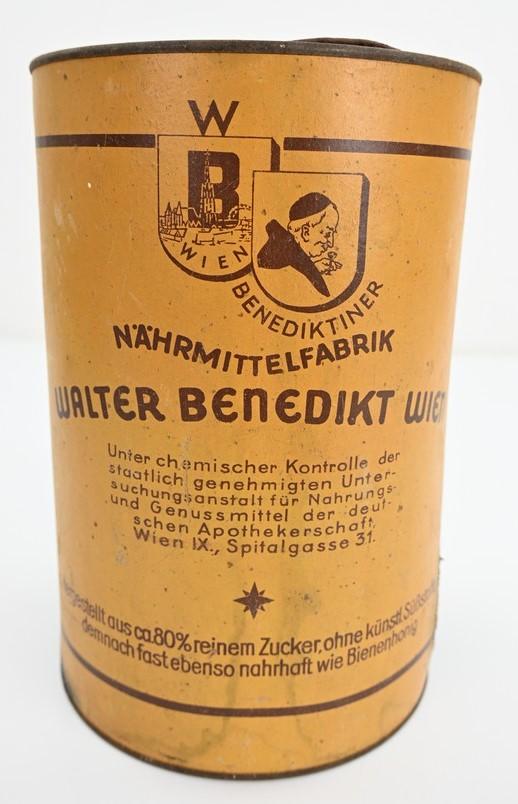 W
B
WIEN
BENEDIKTINER
NÄHRMITTELFABRIK
WALTER BENEDIKT WIEN
Unter chemischer Kontrolle der
staatlich genehmigten Unter-
suchungsanstalt für Nahrungs-
und Genussmittel der deut-
schen Apothekerschaft,
Wien IX., Spitalgasse 31.
hergestellt aus ca.80% reinem Zucker, ohne künstl. Süßstoff
demnach fast ebenso nahrhaft wie Bienenhonig